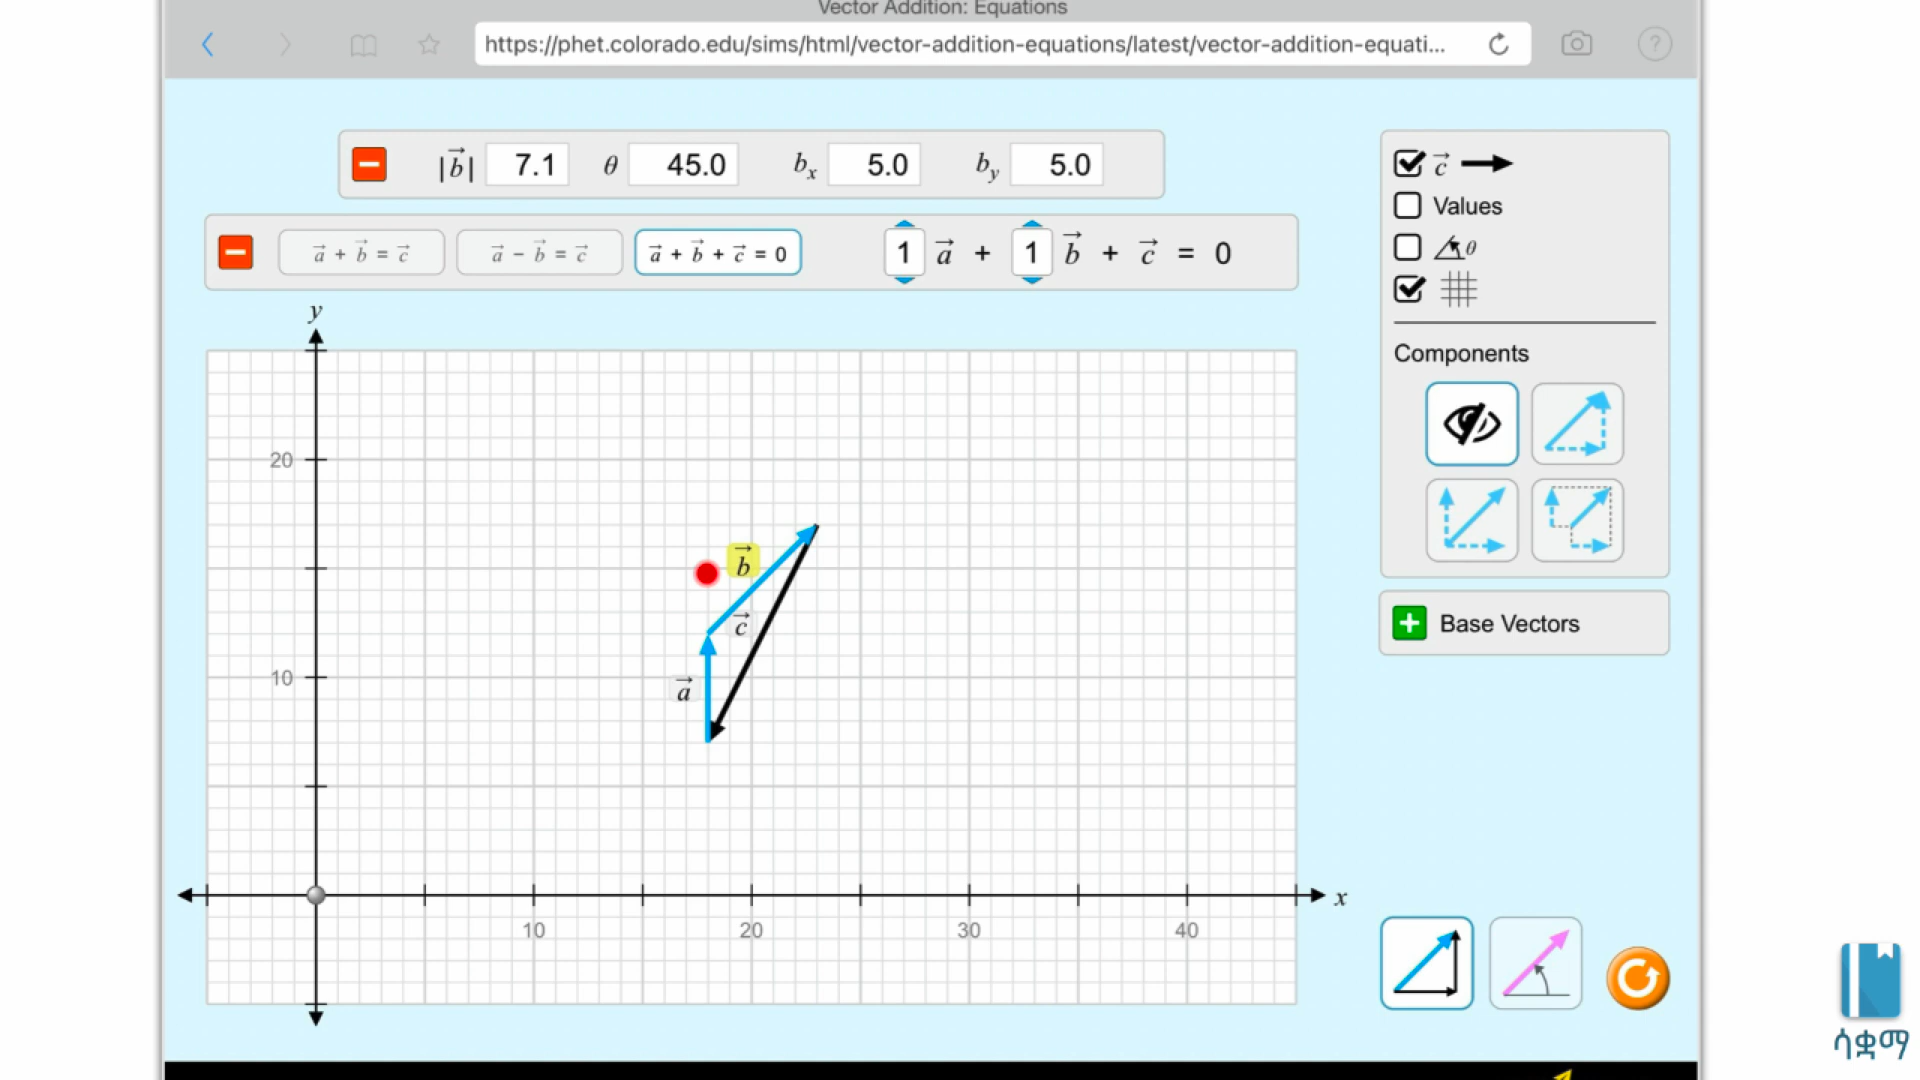 Vector Addition: Equations
https://phet.colorado.edu/sims/html/vector-addition-equations/latest/vector-addition-equati...
?
|b⃗| 7.1 θ 45.0 bₓ 5.0 b_y 5.0
a⃗ + b⃗ = c⃗ a⃗ − b⃗ = c⃗ a⃗ + b⃗ + c⃗ = 0 1 a⃗ + 1 b⃗ + c⃗ = 0
c⃗
Values
θ
Components
Base Vectors
y
20
10
b⃗
c⃗
a⃗
x
10 20 30 40
ሳቋማ